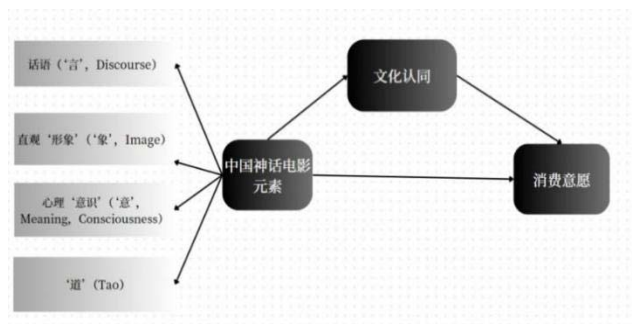 话语（‘言’，Discourse）
文化认同
直观‘形象’（‘象’，Image）
中国神话电影
元素
消费意愿
心理‘意识’（‘意’，
Meaning, Consciousness）
‘道’（Tao）